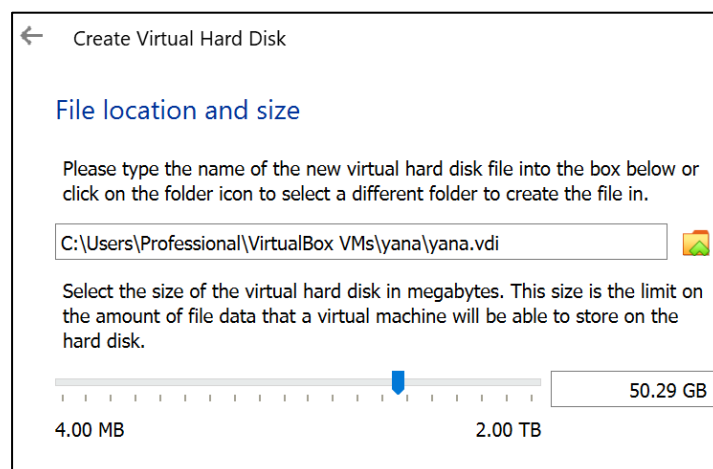 Create Virtual Hard Disk
File location and size
Please type the name of the new virtual hard disk file into the box below or
click on the folder icon to select a different folder to create the file in.
C:\Users\Professional\VirtualBox VMs\yana\yana.vdi
Select the size of the virtual hard disk in megabytes. This size is the limit on
the amount of file data that a virtual machine will be able to store on the
hard disk.
50.29 GB
4.00 MB 2.00 TB